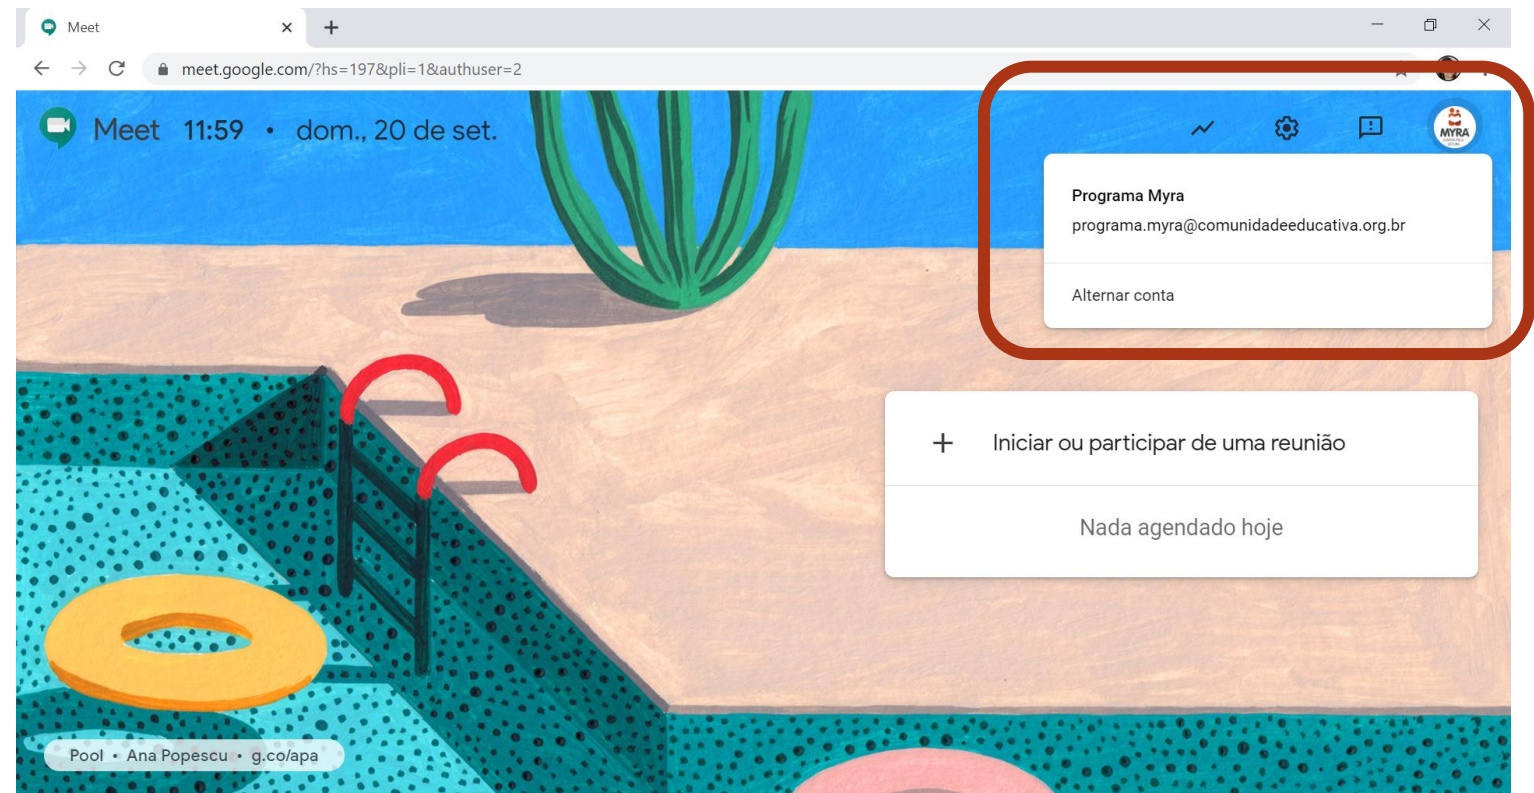 Meet
meet.google.com/?hs=197&pli=1&authuser=2
Meet 11:59 • dom., 20 de set.
MYRA
Programa Myra
programa.myra@comunidadeeducativa.org.br
Alternar conta
Iniciar ou participar de uma reunião
Nada agendado hoje
Pool • Ana Popescu • g.co/apa